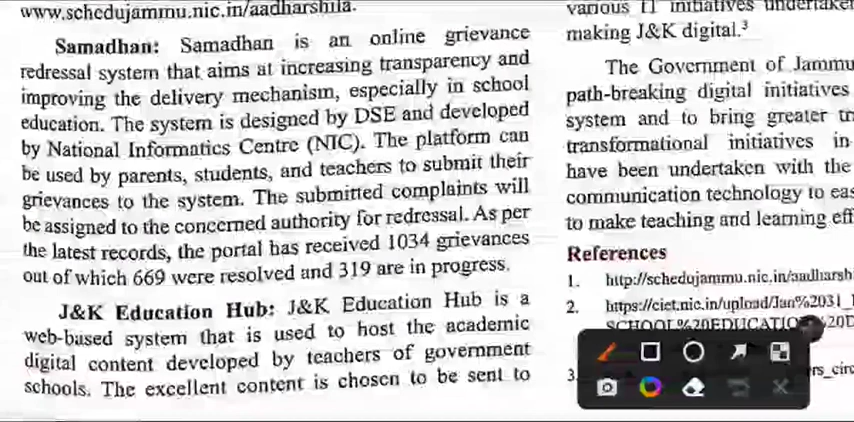 www.schedujammu.nic.in/aadharshila.
Samadhan: Samadhan is an online grievance
redressal system that aims at increasing transparency and
improving the delivery mechanism, especially in school
education. The system is designed by DSE and developed
by National Informatics Centre (NIC). The platform can
be used by parents, students, and teachers to submit their
grievances to the system. The submitted complaints will
be assigned to the concerned authority for redressal. As per
the latest records, the portal has received 1034 grievances
out of which 669 were resolved and 319 are in progress.
J&K Education Hub: J&K Education Hub is a
web-based system that is used to host the academic
digital content developed by teachers of government
schools. The excellent content is chosen to be sent to
various IT initiatives undertaken
making J&K digital.³
The Government of Jammu
path-breaking digital initiatives
system and to bring greater
transformational initiatives in
have been undertaken with the
communication technology to
to make teaching and learning
References
1. http://schedujammu.nic.in/aadharsh
2. https://ciet.nic.in/upload/Jan%2031_
SCHOOL%20EDUCATIO
3.